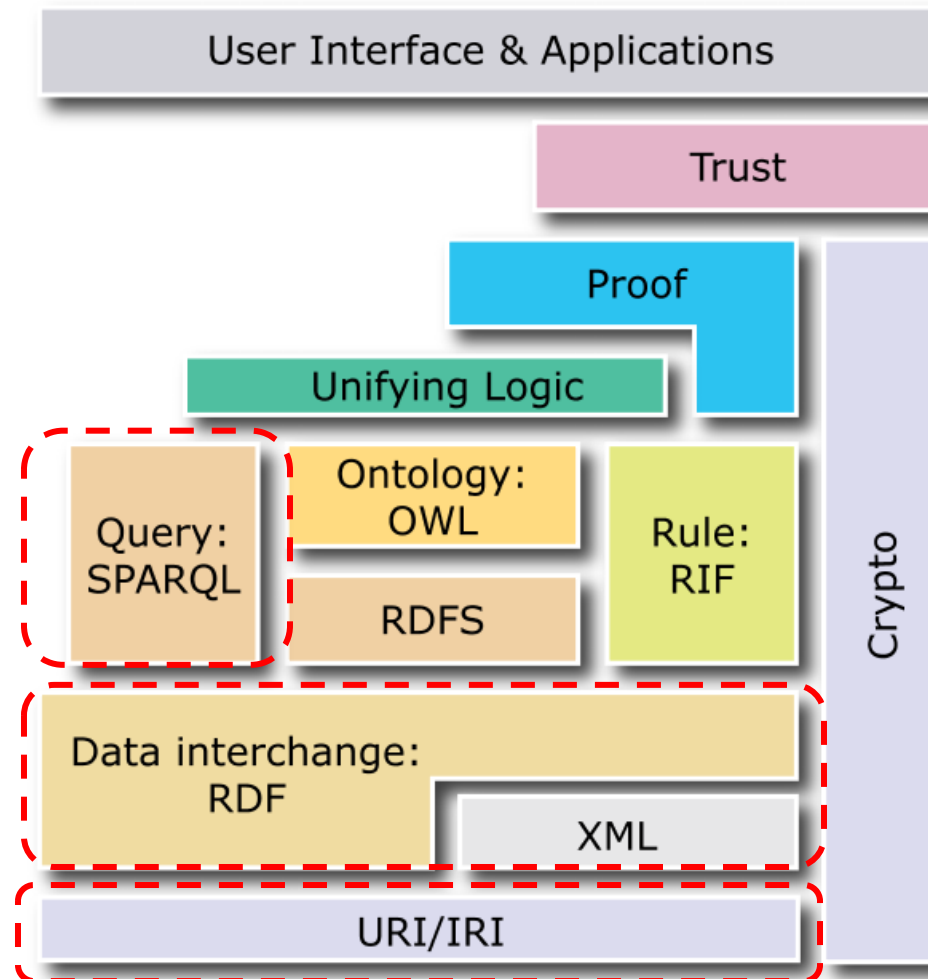 User Interface & Applications
Trust
Proof
Unifying Logic
Query:
SPARQL
Ontology:
OWL
RDFS
Rule:
RIF
Crypto
Data interchange:
RDF
XML
URI/IRI